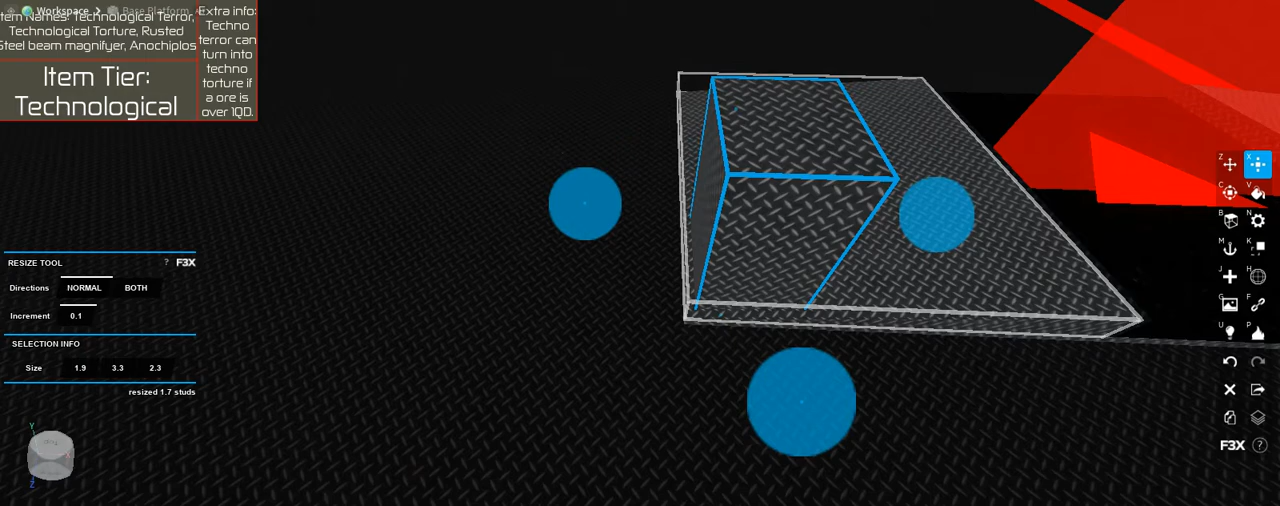 Workspace > Base Platform
Item Names: Technological Terror,
Technological Torture, Rusted
Steel beam magnifyer, Anochiplos
Item Tier:
Technological
Extra info:
Techno
terror can
turn into
techno
torture if
a ore is
over 1QD.
RESIZE TOOL ? F3X
Directions NORMAL BOTH
Increment 0.1
SELECTION INFO
Size 1.9 3.3 2.3
resized 1.7 studs
Y
Z
Z X
C V
B N
M K
J H
G F
U P
F3X ?